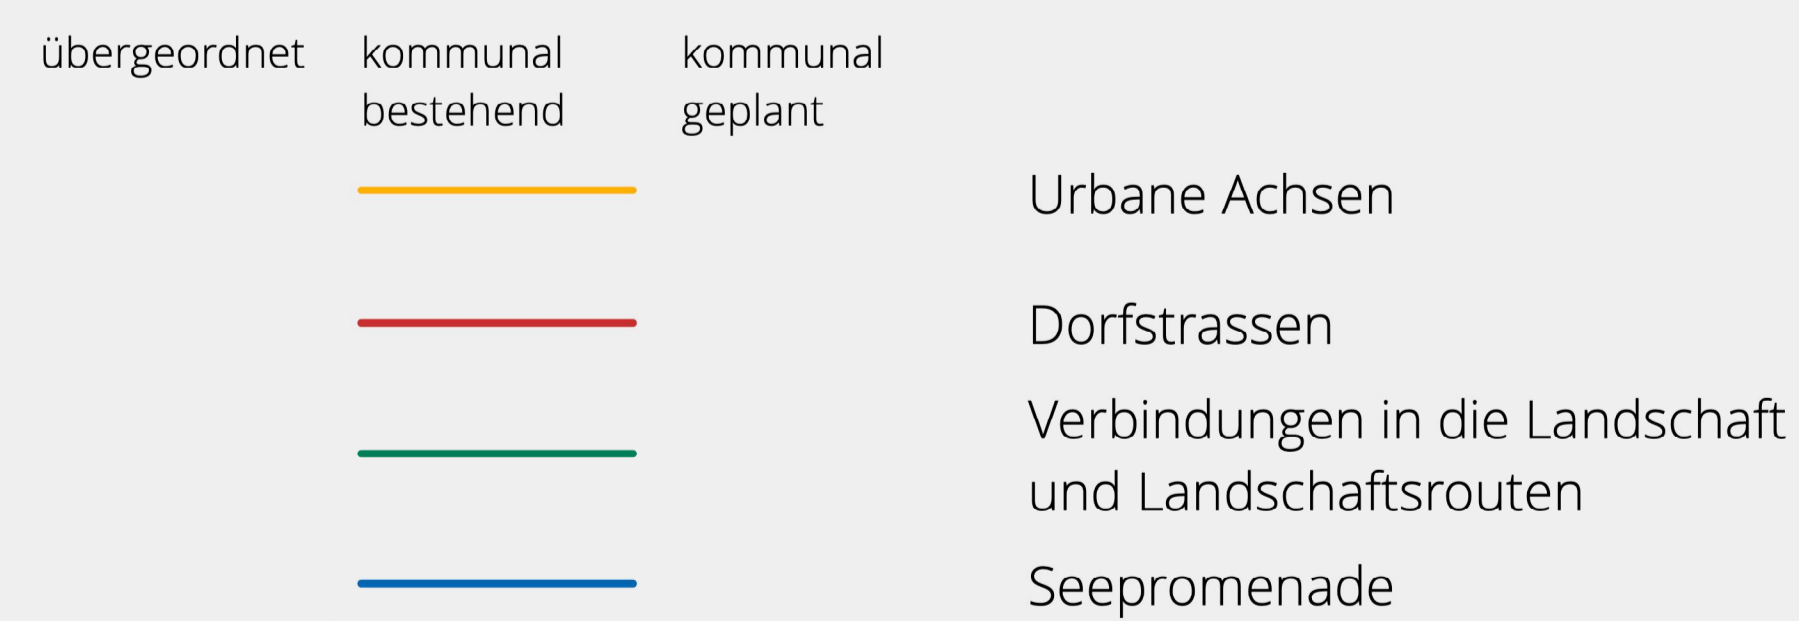 übergeordnet
kommunal
bestehend
kommunal
geplant
Urbane Achsen
Dorfstrassen
Verbindungen in die Landschaft
und Landschaftsrouten
Seepromenade